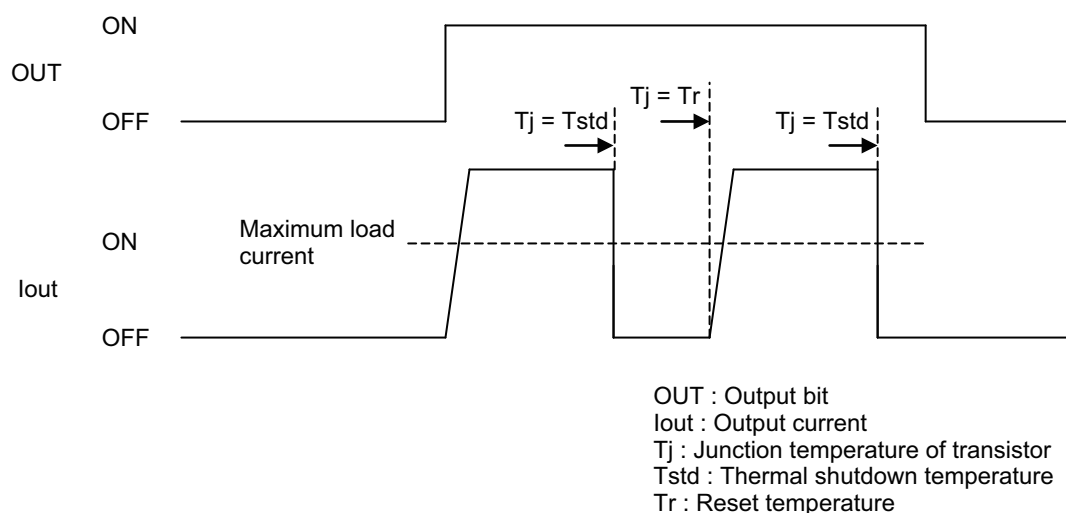 ON
OUT
OFF
Tj = Tstd
Tj = Tr
Tj = Tstd
Maximum load
current
ON
Iout
OFF
OUT : Output bit
Iout : Output current
Tj : Junction temperature of transistor
Tstd : Thermal shutdown temperature
Tr : Reset temperature